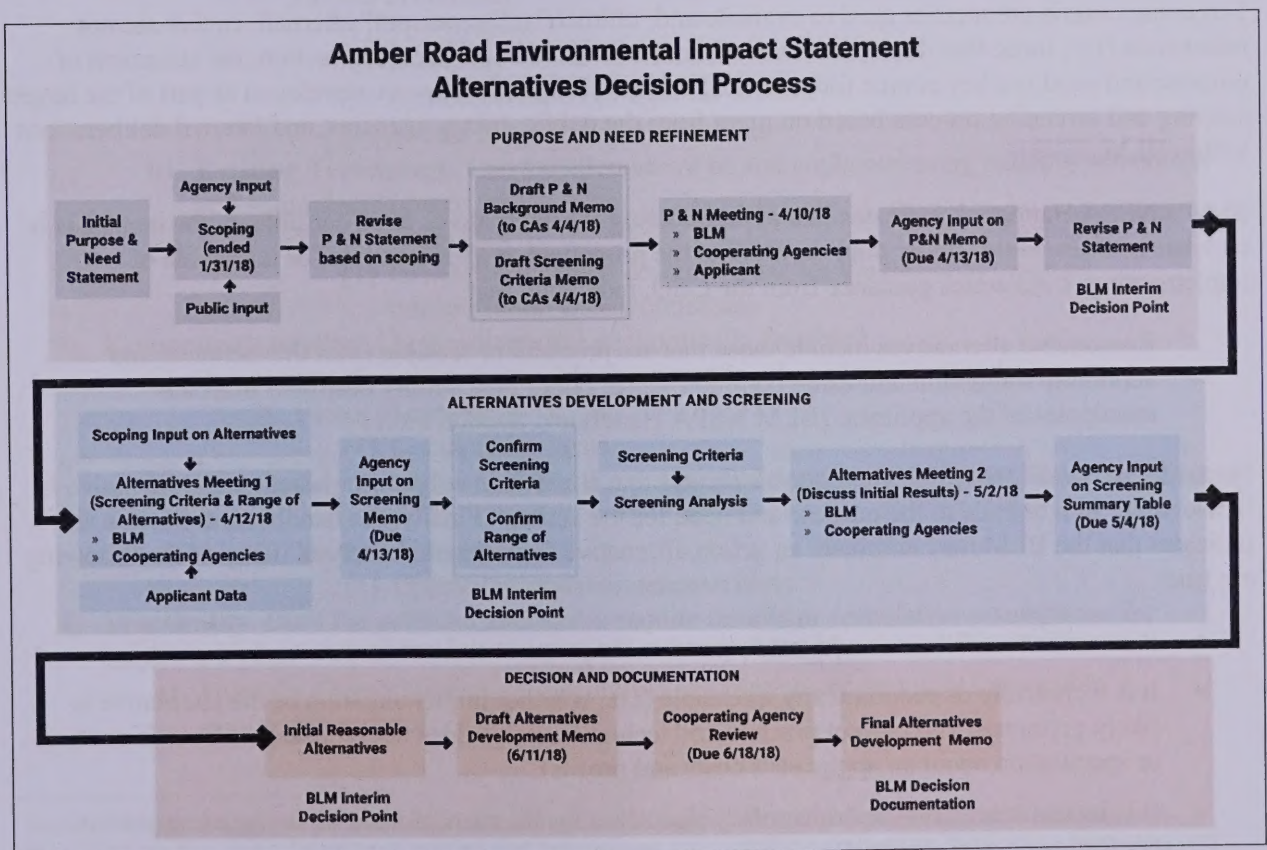 Amber Road Environmental Impact Statement
Alternatives Decision Process
PURPOSE AND NEED REFINEMENT
Initial
Purpose &
Need
Statement
Agency Input
Scoping
(ended
1/31/18)
Public Input
Revise
P & N Statement
based on scoping
Draft P & N
Background Memo
(to CAs 4/4/18)
Draft Screening
Criteria Memo
(to CAs 4/4/18)
P & N Meeting - 4/10/18
» BLM
» Cooperating Agencies
» Applicant
Agency Input on
P&N Memo
(Due 4/13/18)
Revise P & N
Statement
BLM Interim
Decision Point
ALTERNATIVES DEVELOPMENT AND SCREENING
Scoping Input on Alternatives
Alternatives Meeting 1
(Screening Criteria & Range of
Alternatives) - 4/12/18
» BLM
» Cooperating Agencies
Applicant Data
Agency
Input on
Screening
Memo
(Due
4/13/18)
Confirm
Screening
Criteria
Confirm
Range of
Alternatives
BLM Interim
Decision Point
Screening Criteria
Screening Analysis
Alternatives Meeting 2
(Discuss Initial Results) - 5/2/18
» BLM
» Cooperating Agencies
Agency Input
on Screening
Summary Table
(Due 5/4/18)
DECISION AND DOCUMENTATION
Initial Reasonable
Alternatives
BLM Interim
Decision Point
Draft Alternatives
Development Memo
(6/11/18)
Cooperating Agency
Review
(Due 6/18/18)
Final Alternatives
Development Memo
BLM Decision
Documentation